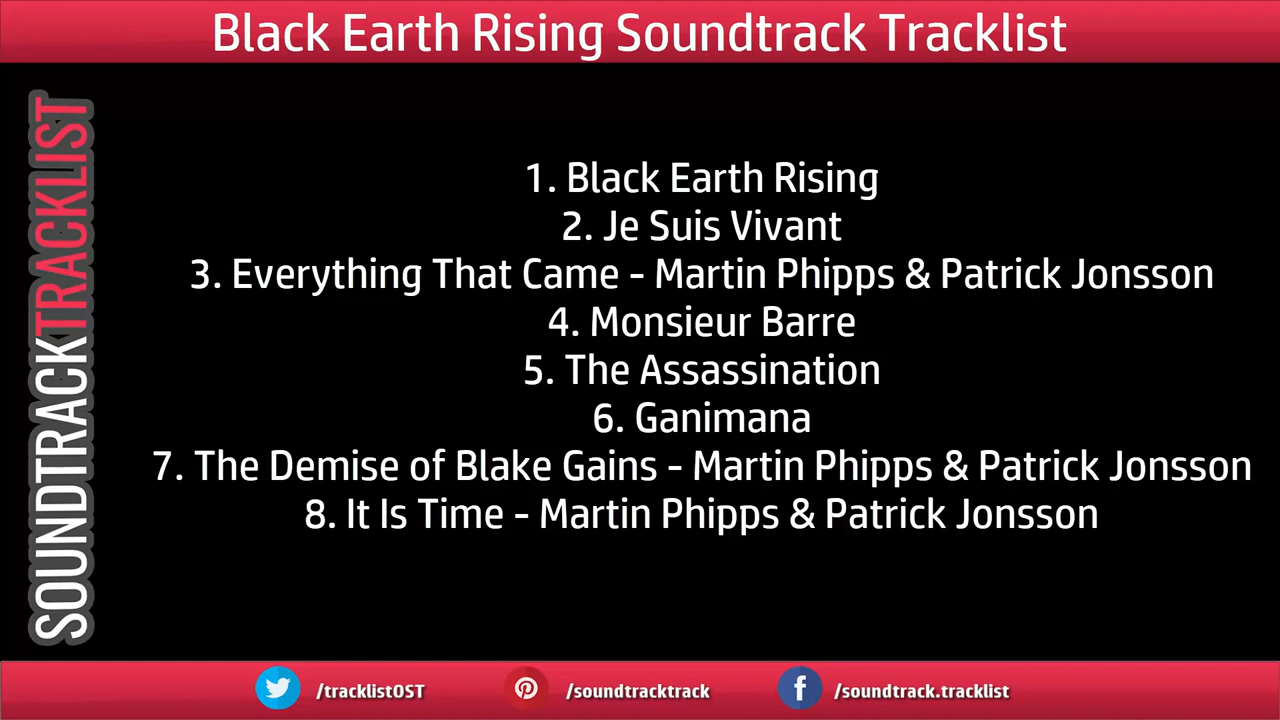 Black Earth Rising Soundtrack Tracklist
SOUNDTRACKTRACKLIST
1. Black Earth Rising
2. Je Suis Vivant
3. Everything That Came - Martin Phipps & Patrick Jonsson
4. Monsieur Barre
5. The Assassination
6. Ganimana
7. The Demise of Blake Gains - Martin Phipps & Patrick Jonsson
8. It Is Time - Martin Phipps & Patrick Jonsson
/tracklistOST
/soundtracktrack
/soundtrack.tracklist